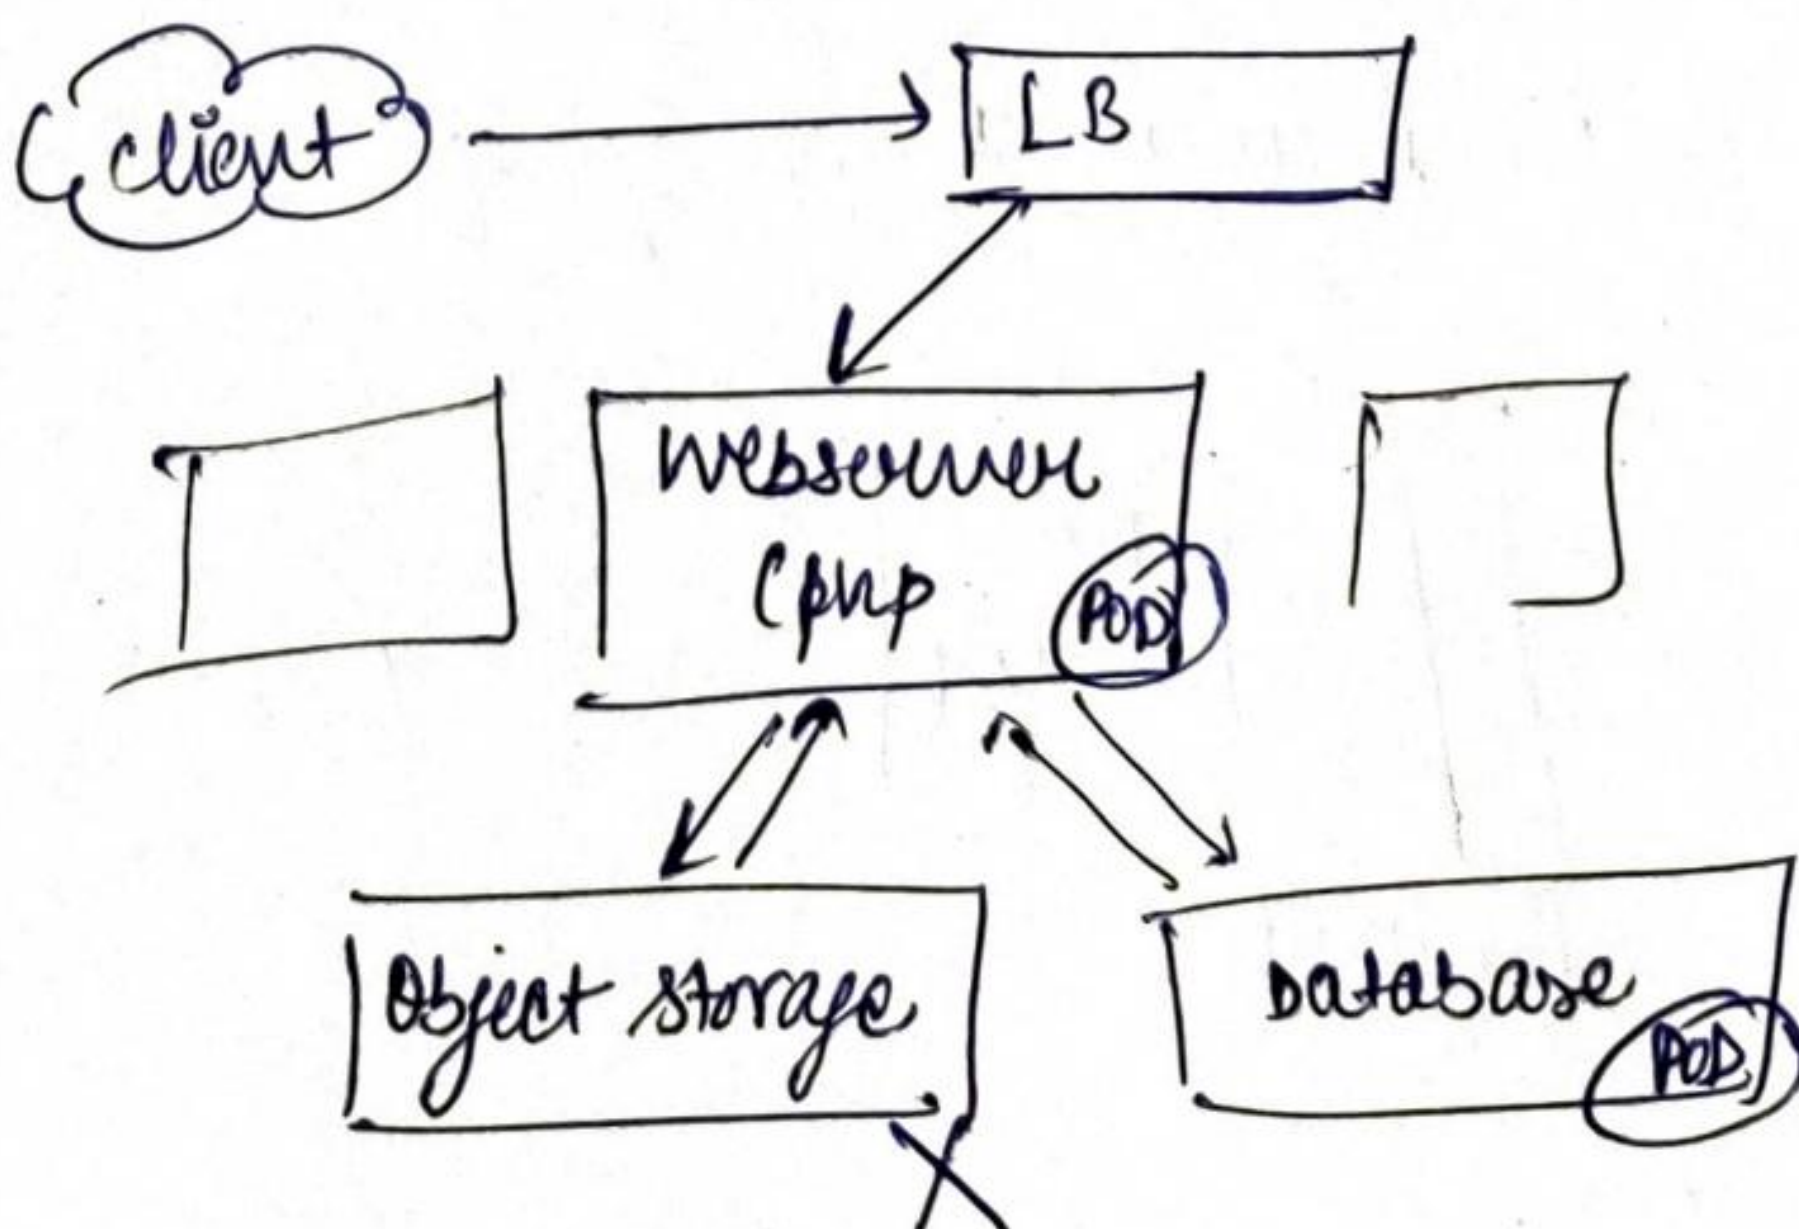 client
LB
Webserver
(php
POD
Object storage
Database
POD